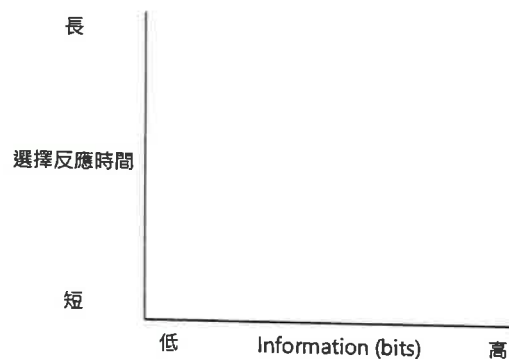 長
選擇反應時間
短
低 Information (bits) 高